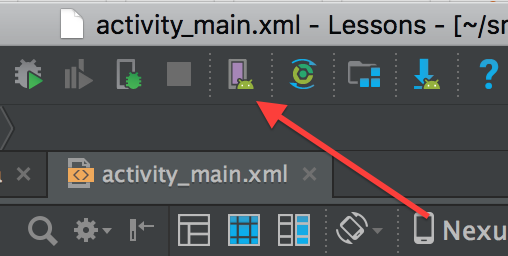 activity_main.xml - Lessons - [~/sr
?
activity_main.xml
Nexu